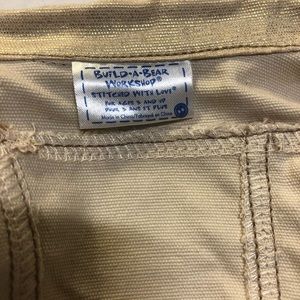 BUILD-A-BEAR
WORKSHOP®
STITCHED WITH LOVE®
FOR AGES 3 AND UP
POUR 3 ANS ET PLUS
Made in China/Fabriqué en Chine